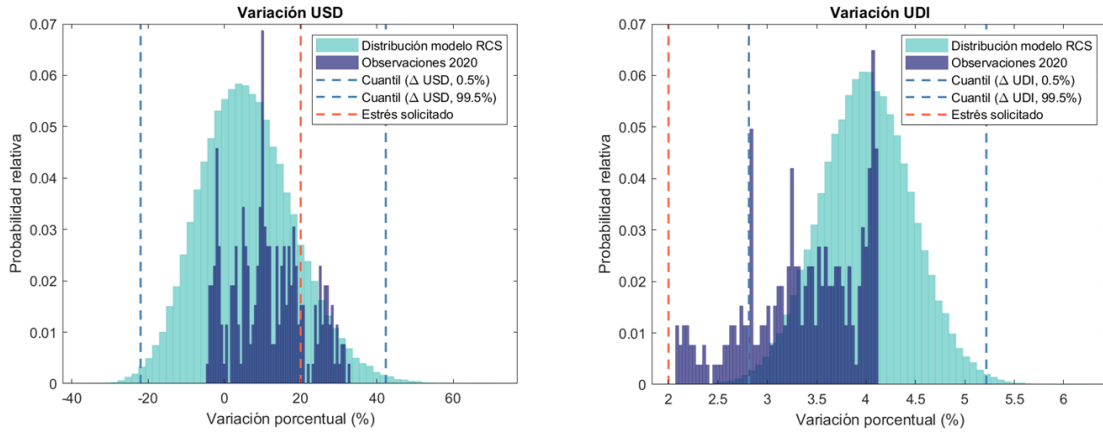 Variación USD
0.07
0.06
0.05
0.04
0.03
0.02
0.01
0
Probabilidad relativa
Distribución modelo RCS
Observaciones 2020
Cuantil (Δ USD, 0.5%)
Cuantil (Δ USD, 99.5%)
Estrés solicitado
-40 -20 0 20 40 60
Variación porcentual (%)
Variación UDI
0.07
0.06
0.05
0.04
0.03
0.02
0.01
0
Probabilidad relativa
Distribución modelo RCS
Observaciones 2020
Cuantil (Δ UDI, 0.5%)
Cuantil (Δ UDI, 99.5%)
Estrés solicitado
2 2.5 3 3.5 4 4.5 5 5.5 6
Variación porcentual (%)